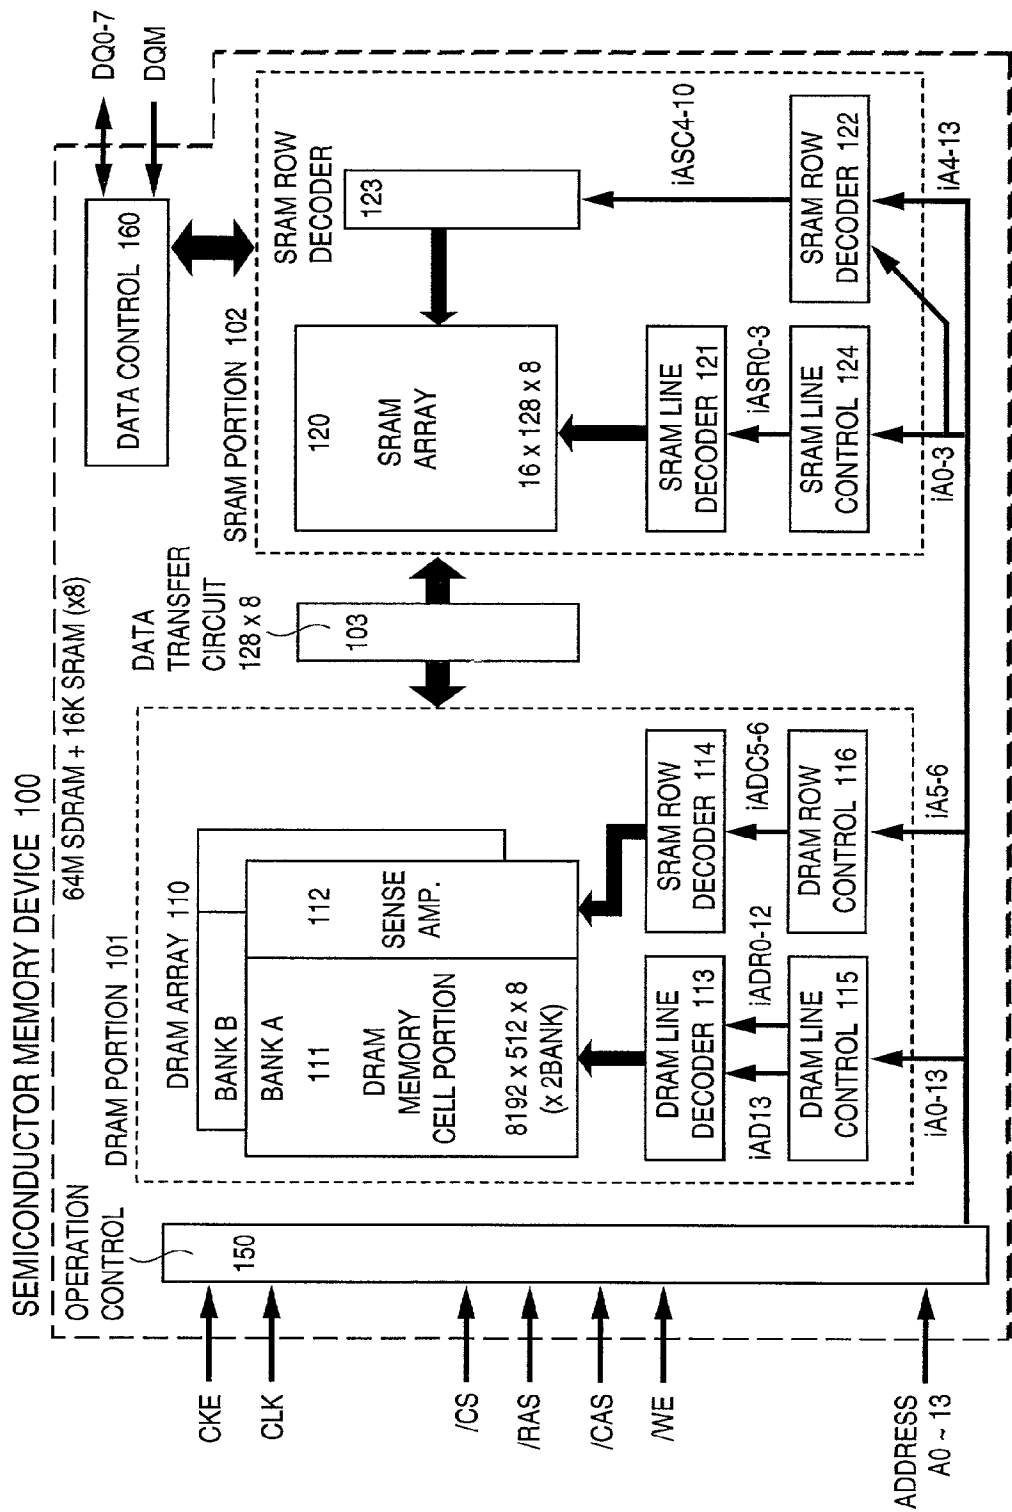 SEMICONDUCTOR MEMORY DEVICE 100
64M SDRAM + 16K SRAM (x8)
OPERATION
CONTROL
150
CKE
CLK
/CS
/RAS
/CAS
/WE
ADDRESS
A0 ~ 13
DRAM PORTION 101
DRAM ARRAY 110
BANK B
BANK A
111
DRAM
MEMORY
CELL PORTION
8192 x 512 x 8
(x 2BANK)
112
SENSE
AMP.
DRAM LINE
DECODER 113
SRAM ROW
DECODER 114
iAD13
iADR0-12
iADC5-6
DRAM LINE
CONTROL 115
DRAM ROW
CONTROL 116
iA0-13
iA5-6
DATA
TRANSFER
CIRCUIT
128 x 8
103
SRAM PORTION 102
120
SRAM
ARRAY
16 x 128 x 8
SRAM ROW
DECODER
123
SRAM LINE
DECODER 121
iASR0-3
iASC4-10
SRAM LINE
CONTROL 124
SRAM ROW
DECODER 122
iA0-3
iA4-13
DATA CONTROL 160
DQ0-7
DQM